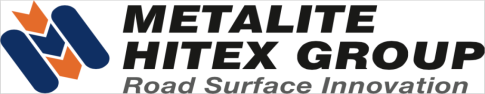 METALITE
HITEX GROUP
Road Surface Innovation